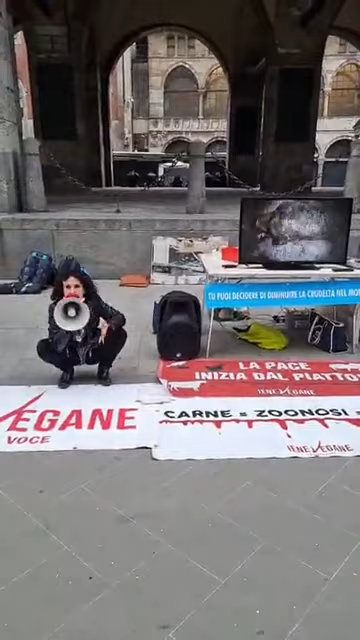 TU PUOI DECIDERE DI DIMINUIRE LA CRUDELTÀ NEL MO
LA PACE
INIZIA DAL PIATTO
IENE VEGANE
VEGANE
VOCE
CARNE = ZOONOSI
IENE VEGANE